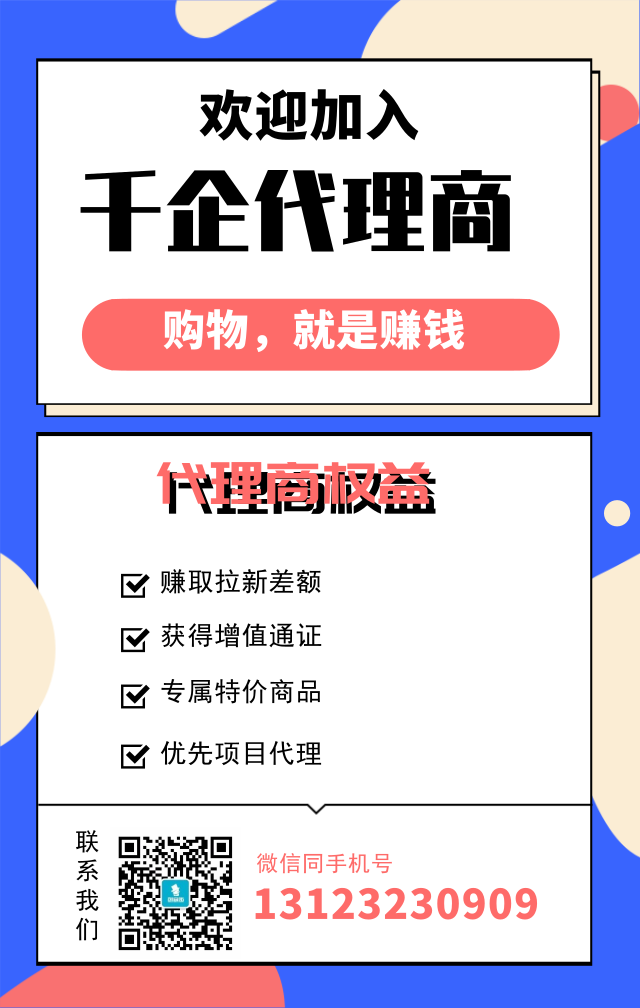 欢迎加入
千企代理商
购物，就是赚钱
代理商权益
赚取拉新差额
获得增值通证
专属特价商品
优先项目代理
联系我们
微信同手机号
13123230909